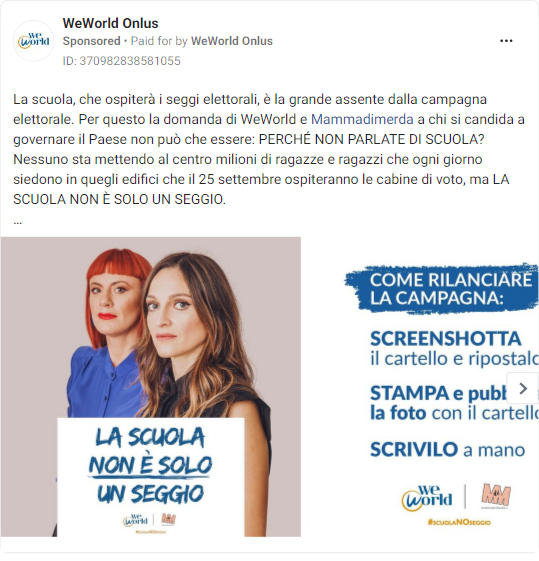 WeWorld Onlus
Sponsored • Paid for by WeWorld Onlus
ID: 370982838581055
La scuola, che ospiterà i seggi elettorali, è la grande assente dalla campagna
elettorale. Per questo la domanda di WeWorld e Mammadimerda a chi si candida a
governare il Paese non può che essere: PERCHÉ NON PARLATE DI SCUOLA?
Nessuno sta mettendo al centro milioni di ragazze e ragazzi che ogni giorno
siedono in quegli edifici che il 25 settembre ospiteranno le cabine di voto, ma LA
SCUOLA NON È SOLO UN SEGGIO.
...
LA SCUOLA
NON È SOLO
UN SEGGIO
we world
COME RILANCIARE
LA CAMPAGNA:
SCREENSHOTTA
il cartello e ripostalo
STAMPA e pubb
la foto con il cartello
SCRIVILO a mano
we world
#SCUOLANOSEGGIO